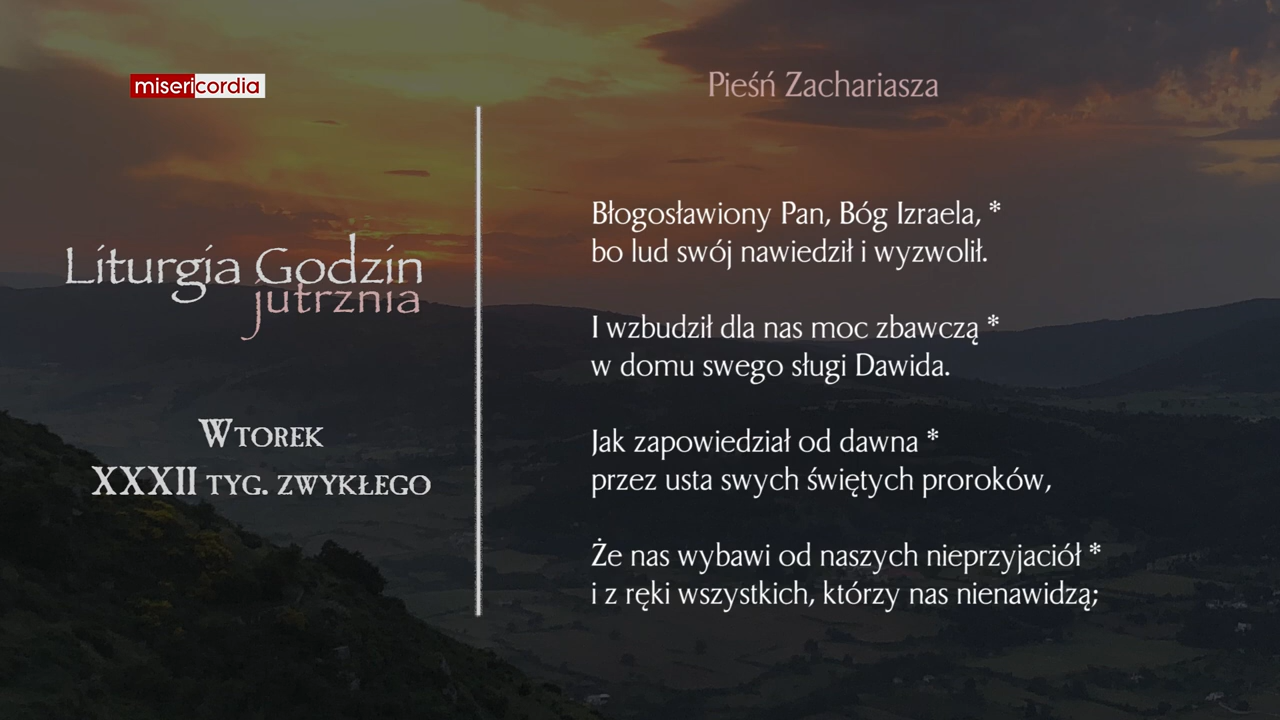 misericordia
Liturgia Godzin
jutrznia
Wtorek
XXXII tyg. zwykłego
Pieśń Zachariasza
Błogosławiony Pan, Bóg Izraela, *
bo lud swój nawiedził i wyzwolił.
I wzbudził dla nas moc zbawczą *
w domu swego sługi Dawida.
Jak zapowiedział od dawna *
przez usta swych świętych proroków,
Że nas wybawi od naszych nieprzyjaciół *
i z ręki wszystkich, którzy nas nienawidzą;